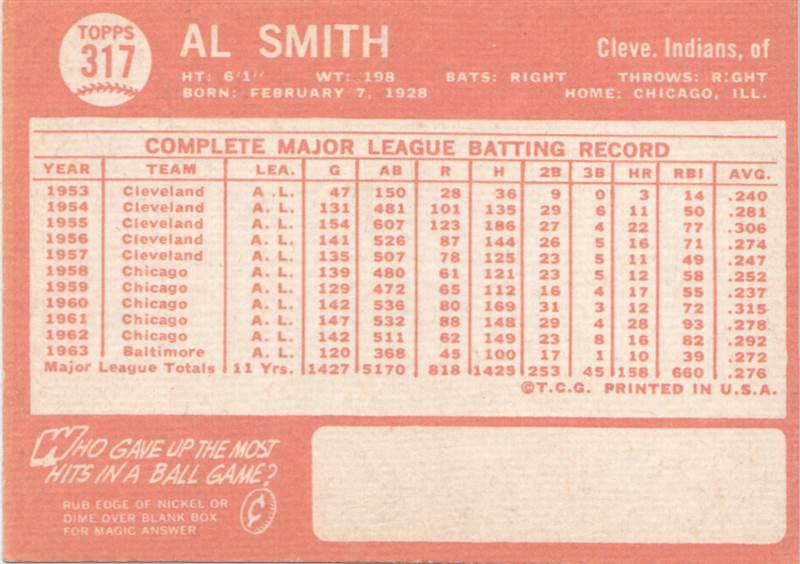 TOPPS
317
AL SMITH
Cleve. Indians, of
HT: 6'1" WT: 198 BATS: RIGHT THROWS: RIGHT
BORN: FEBRUARY 7, 1928 HOME: CHICAGO, ILL.
COMPLETE MAJOR LEAGUE BATTING RECORD
YEAR TEAM LEA. G AB R H 2B 3B HR RBI AVG.
1953 Cleveland A. L. 47 150 28 36 9 0 3 14 .240
1954 Cleveland A. L. 131 481 101 135 29 6 11 50 .281
1955 Cleveland A. L. 154 607 123 186 27 4 22 77 .306
1956 Cleveland A. L. 141 526 87 144 26 5 16 71 .274
1957 Cleveland A. L. 135 507 78 125 23 5 11 49 .247
1958 Chicago A. L. 139 480 61 121 23 5 12 58 .252
1959 Chicago A. L. 129 472 65 112 16 4 17 55 .237
1960 Chicago A. L. 142 536 80 169 31 3 12 72 .315
1961 Chicago A. L. 147 532 88 148 29 4 28 93 .278
1962 Chicago A. L. 142 511 62 149 23 8 16 82 .292
1963 Baltimore A. L. 120 368 45 100 17 1 10 39 .272
Major League Totals 11 Yrs. 1427 5170 818 1425 253 45 158 660 .276
©T.C.G. PRINTED IN U.S.A.
WHO GAVE UP THE MOST
HITS IN A BALL GAME?
RUB EDGE OF NICKEL OR
DIME OVER BLANK BOX
FOR MAGIC ANSWER
¢